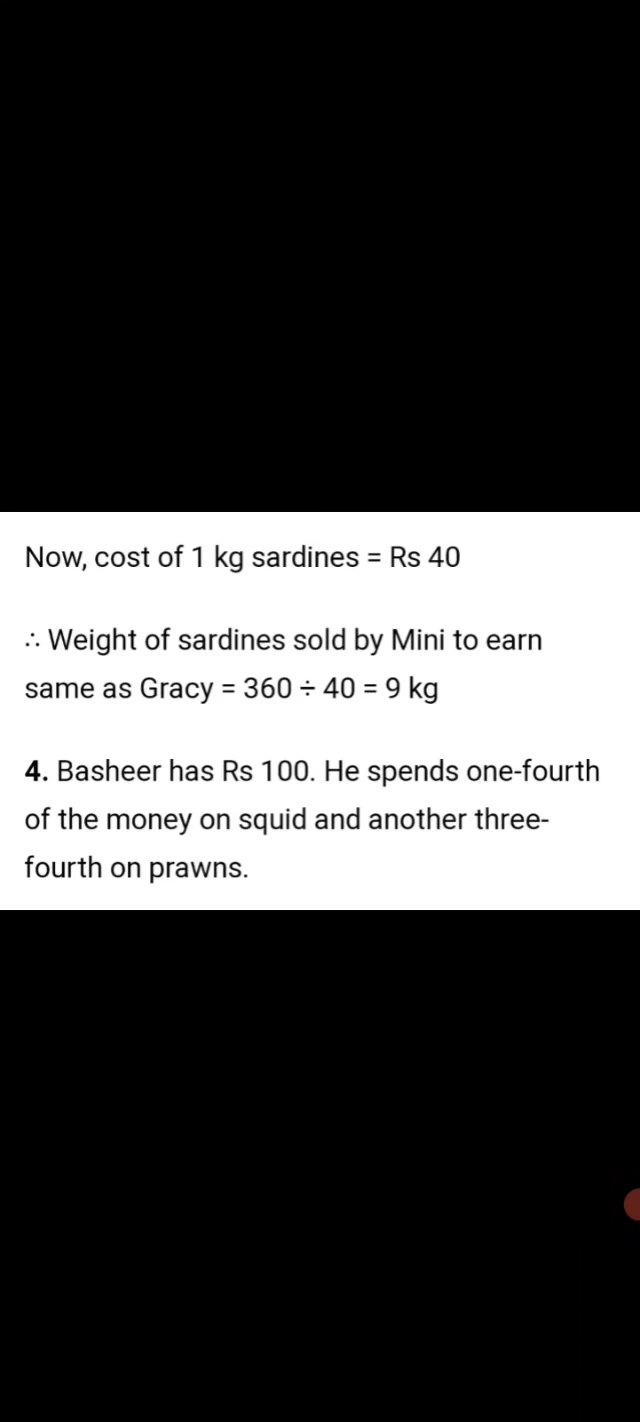 Now, cost of 1 kg sardines = Rs 40
∴ Weight of sardines sold by Mini to earn
same as Gracy = 360 ÷ 40 = 9 kg
4. Basheer has Rs 100. He spends one-fourth
of the money on squid and another three-
fourth on prawns.